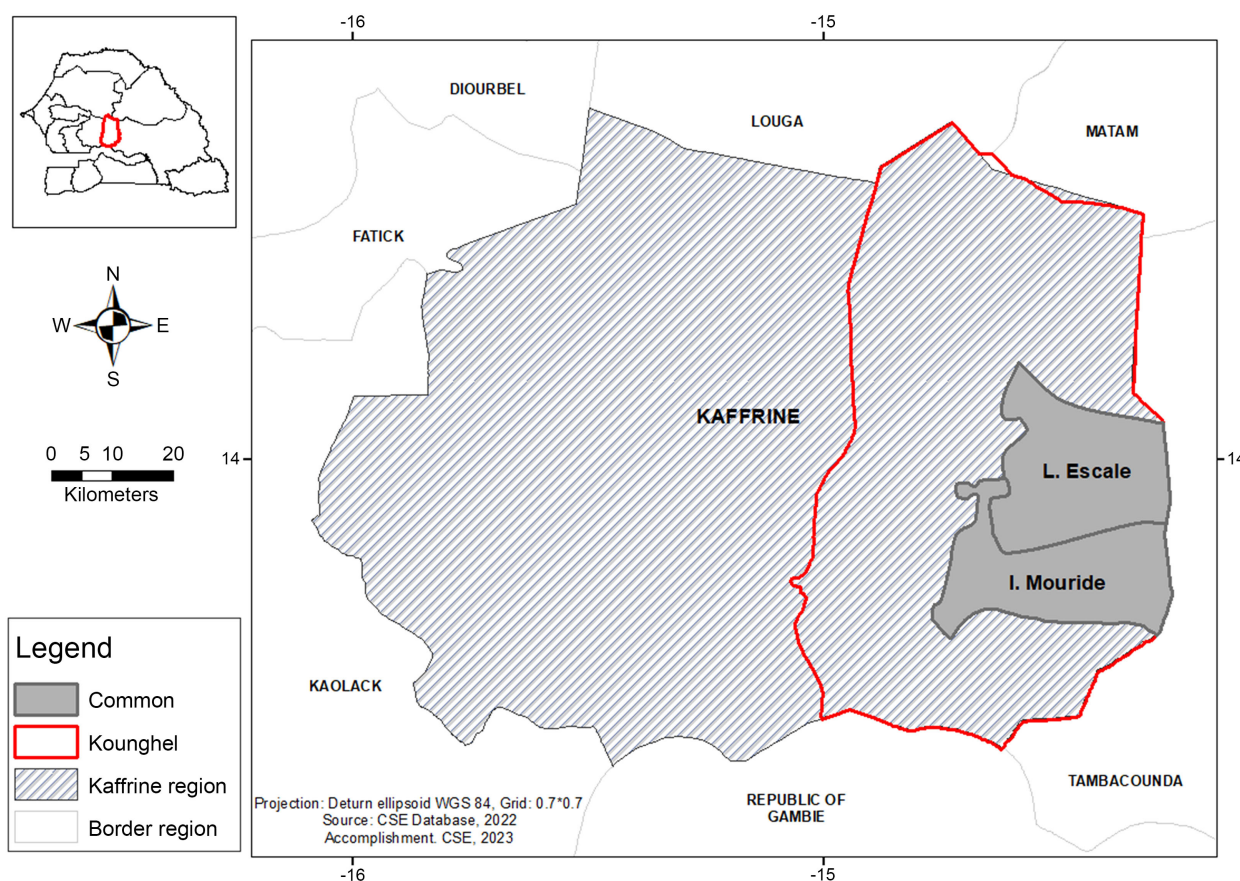 -16
-15
DIOURBEL
LOUGA
MATAM
FATICK
N
W
E
S
KAFFRINE
0 5 10 20
Kilometers
14
14
L. Escale
I. Mouride
Legend
Common
Kounghel
Kaffrine region
Border region
KAOLACK
TAMBACOUNDA
REPUBLIC OF
GAMBIE
Projection: Deturn ellipsoid WGS 84, Grid: 0.7*0.7
Source: CSE Database, 2022
Accomplishment. CSE, 2023
-16
-15